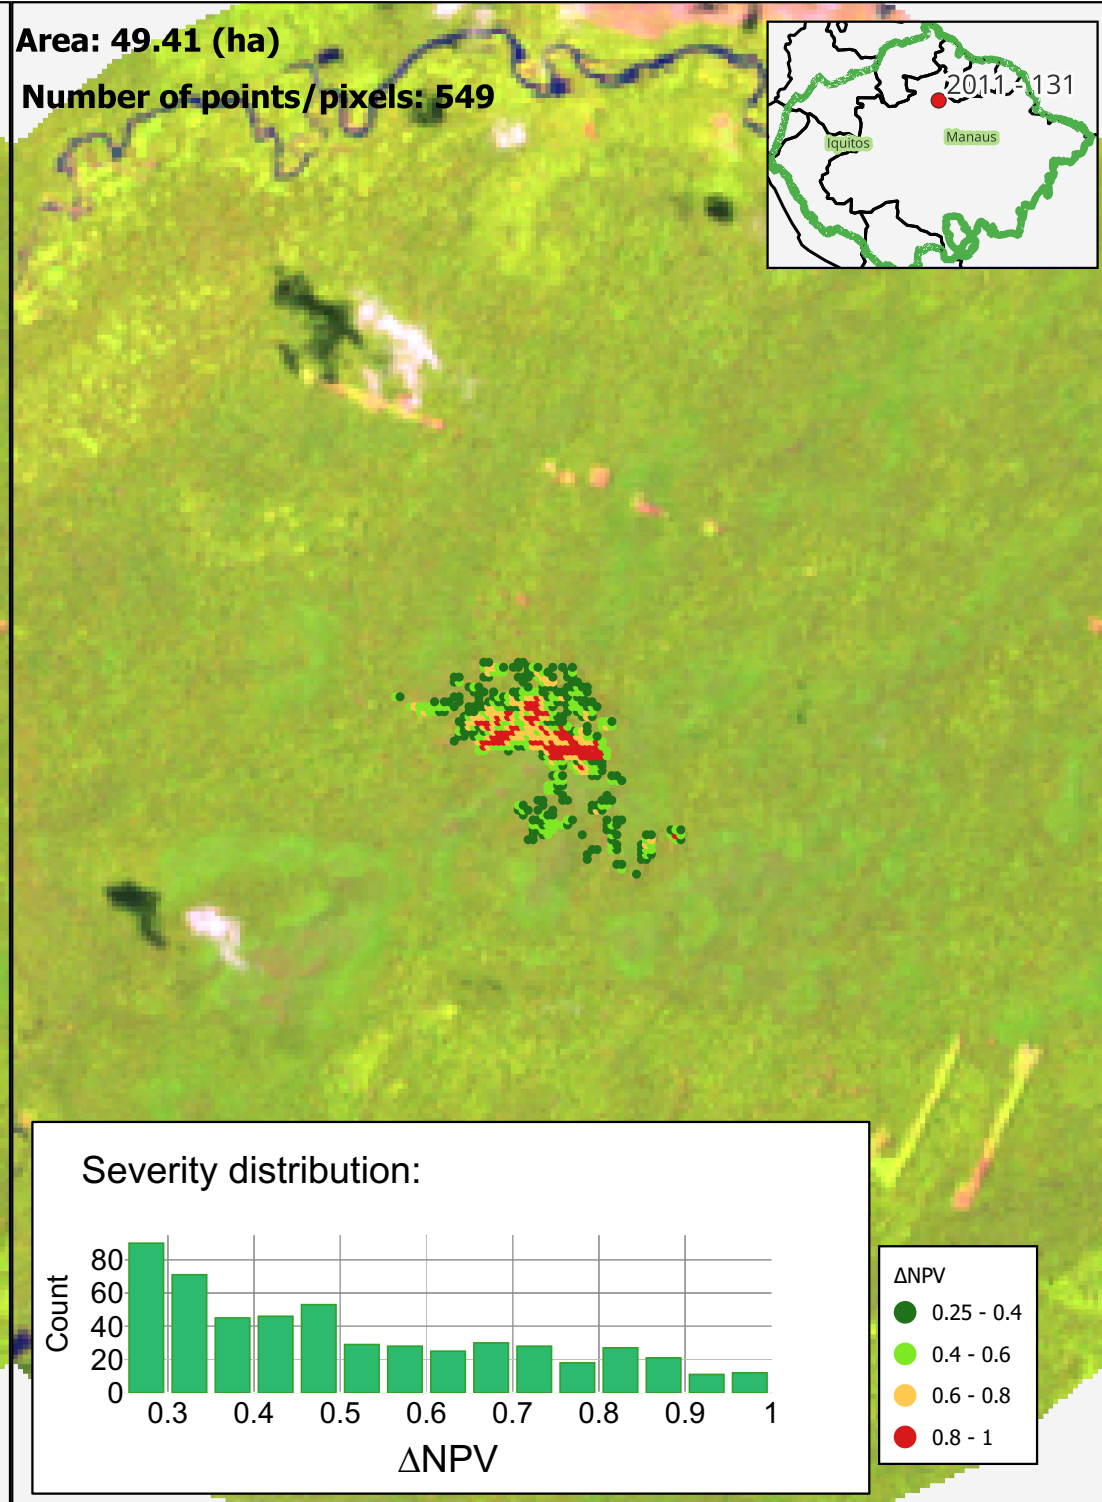 Area: 49.41 (ha)
Number of points/pixels: 549
2011 - 131
Iquitos
Manaus
Severity distribution:
Count
80
60
40
20
0
0.3 0.4 0.5 0.6 0.7 0.8 0.9 1
ΔNPV
ΔNPV
0.25 - 0.4
0.4 - 0.6
0.6 - 0.8
0.8 - 1